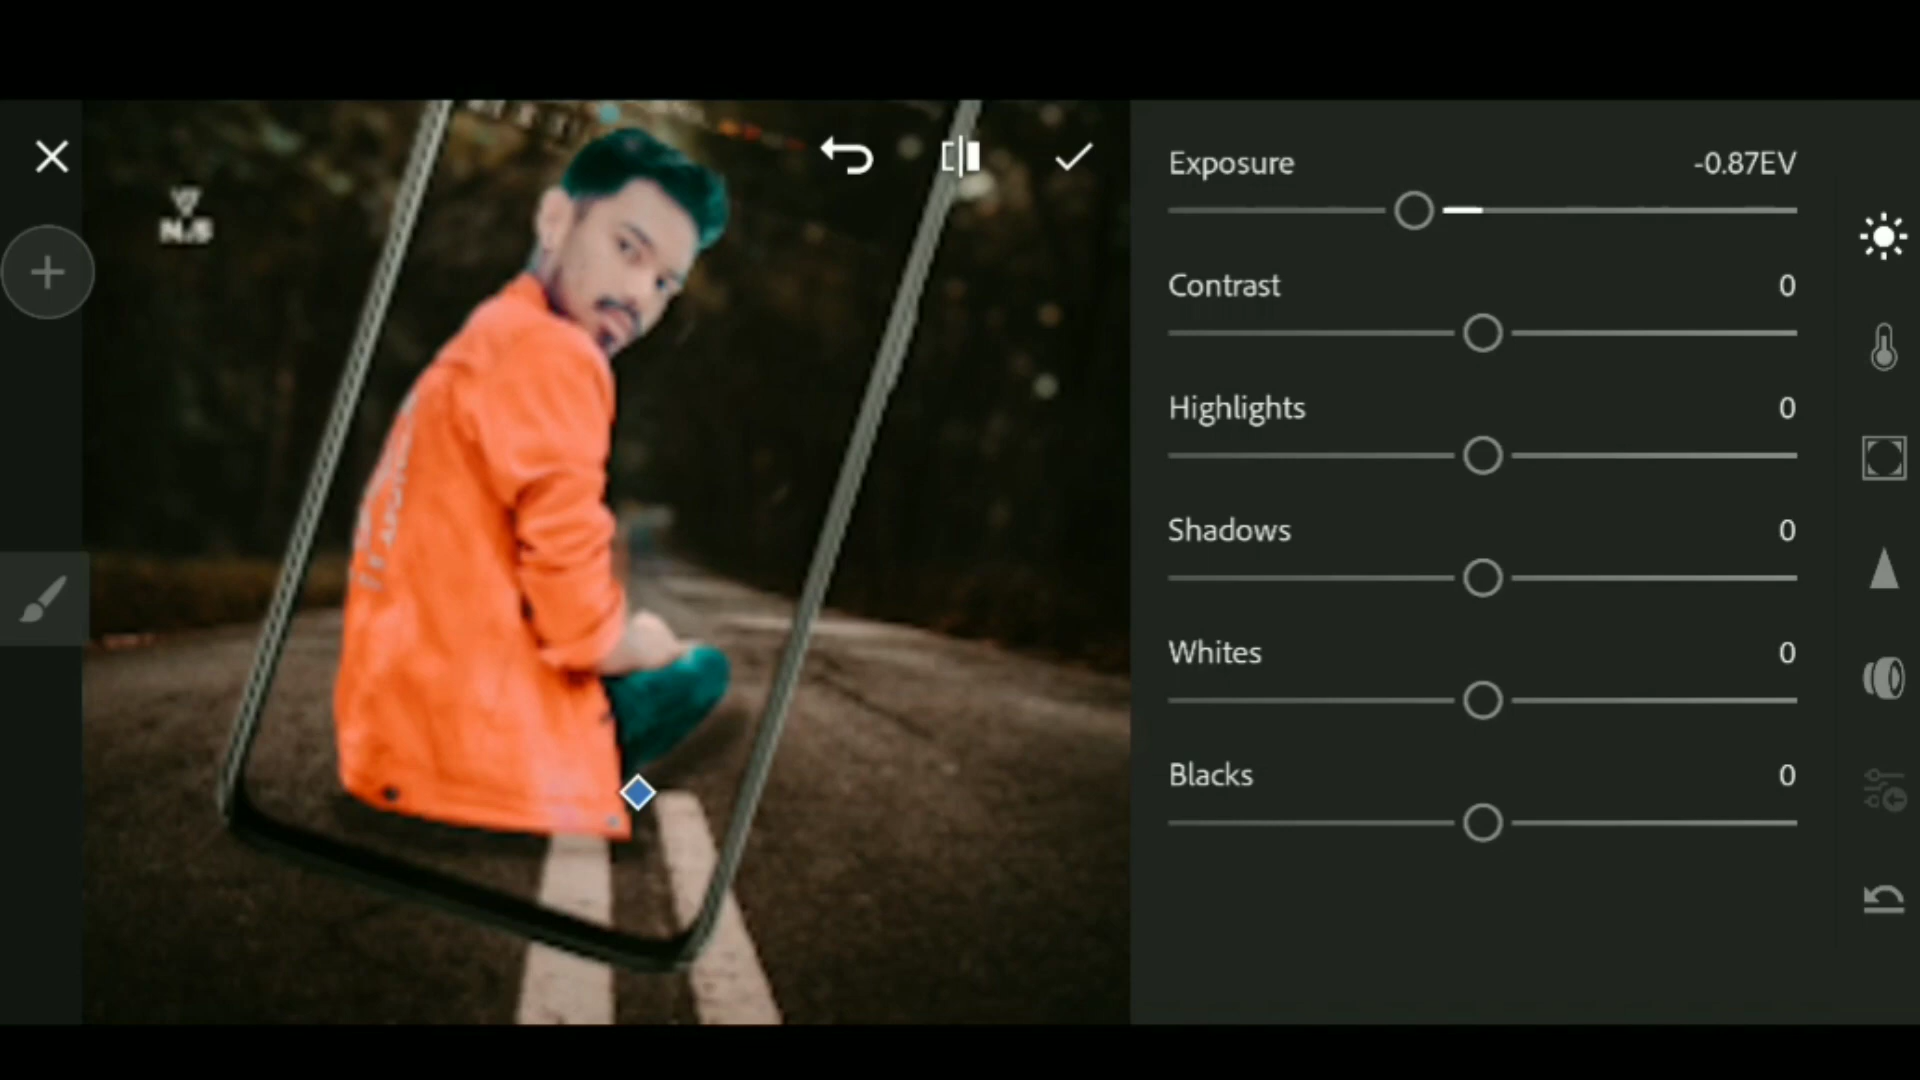 N.S
Exposure -0.87EV
Contrast 0
Highlights 0
Shadows 0
Whites 0
Blacks 0